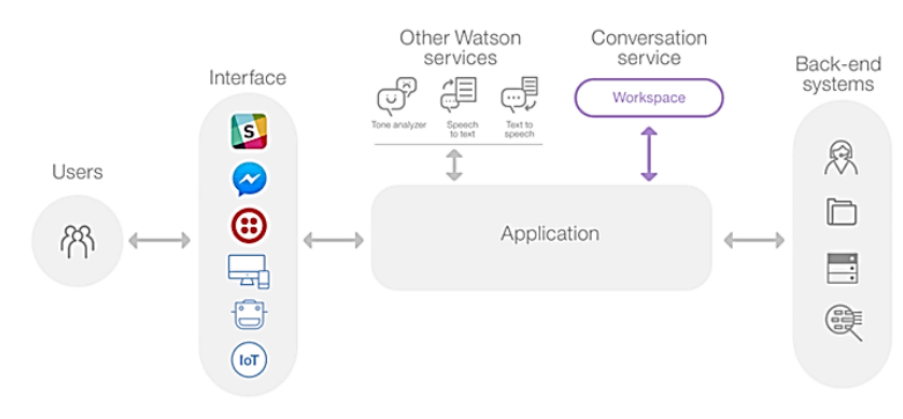 Other Watson
services
Conversation
service
Back-end
systems
Interface
Workspace
Tone analyzer
Speech
to text
Text to
speech
S
Users
Application
IoT